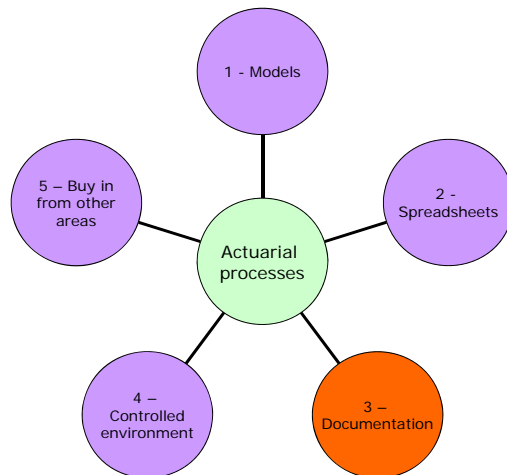 1 - Models
5 – Buy in
from other
areas
2 -
Spreadsheets
Actuarial
processes
4 –
Controlled
environment
3 –
Documentation